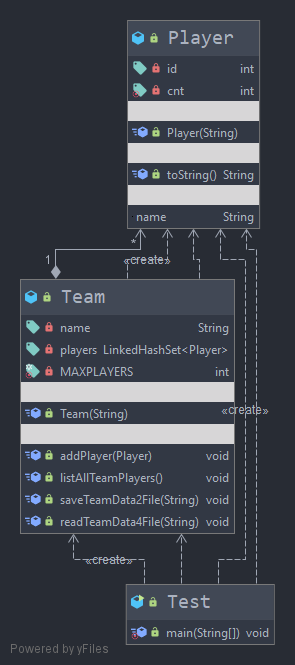 Player
id int
cnt int
Player(String)
toString() String
name String
1
*
«create»
Team
name String
players LinkedHashSet<Player>
MAXPLAYERS int
Team(String)
«create»
addPlayer(Player) void
listAllTeamPlayers() void
saveTeamData2File(String) void
readTeamData4File(String) void
«create»
Test
main(String[]) void
Powered by yFiles